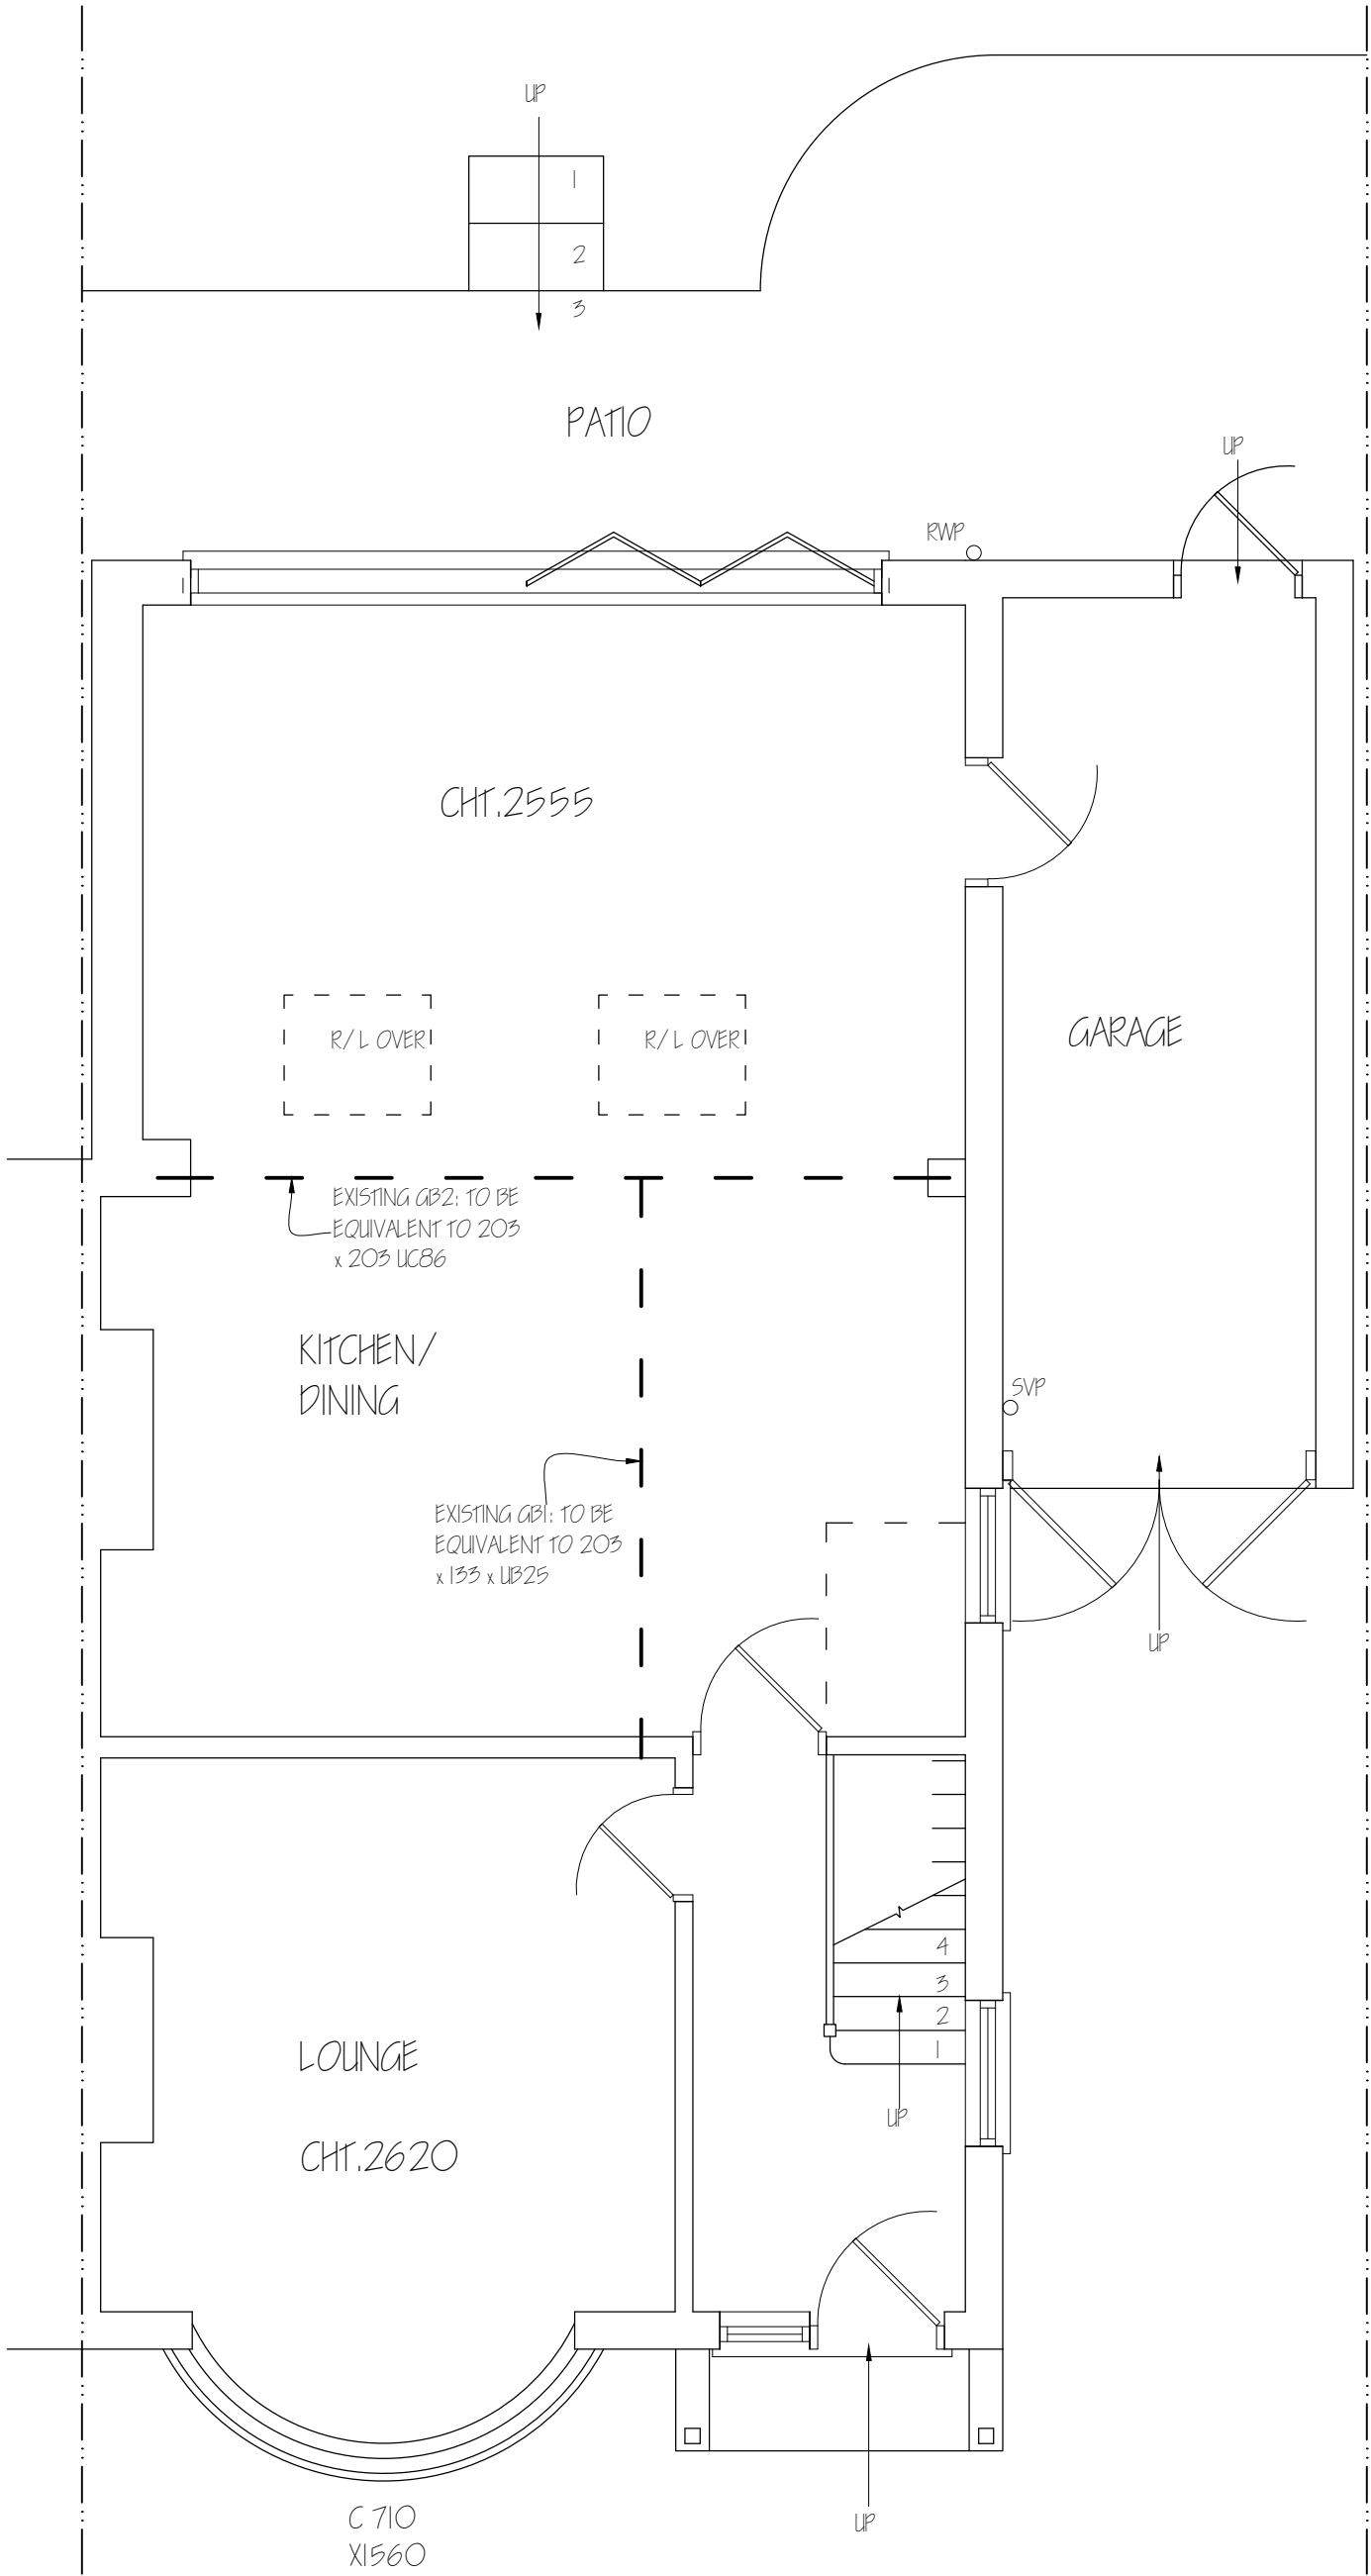 UP
1
2
3
PATIO
UP
RWP
CHT.2555
R/L OVER
R/L OVER
GARAGE
EXISTING GB2: TO BE
EQUIVALENT TO 203
x 203 UC86
KITCHEN/
DINING
SVP
EXISTING GB1: TO BE
EQUIVALENT TO 203
x 133 x UB25
UP
4
3
2
1
UP
LOUNGE
CHT.2620
UP
C 710
X1560